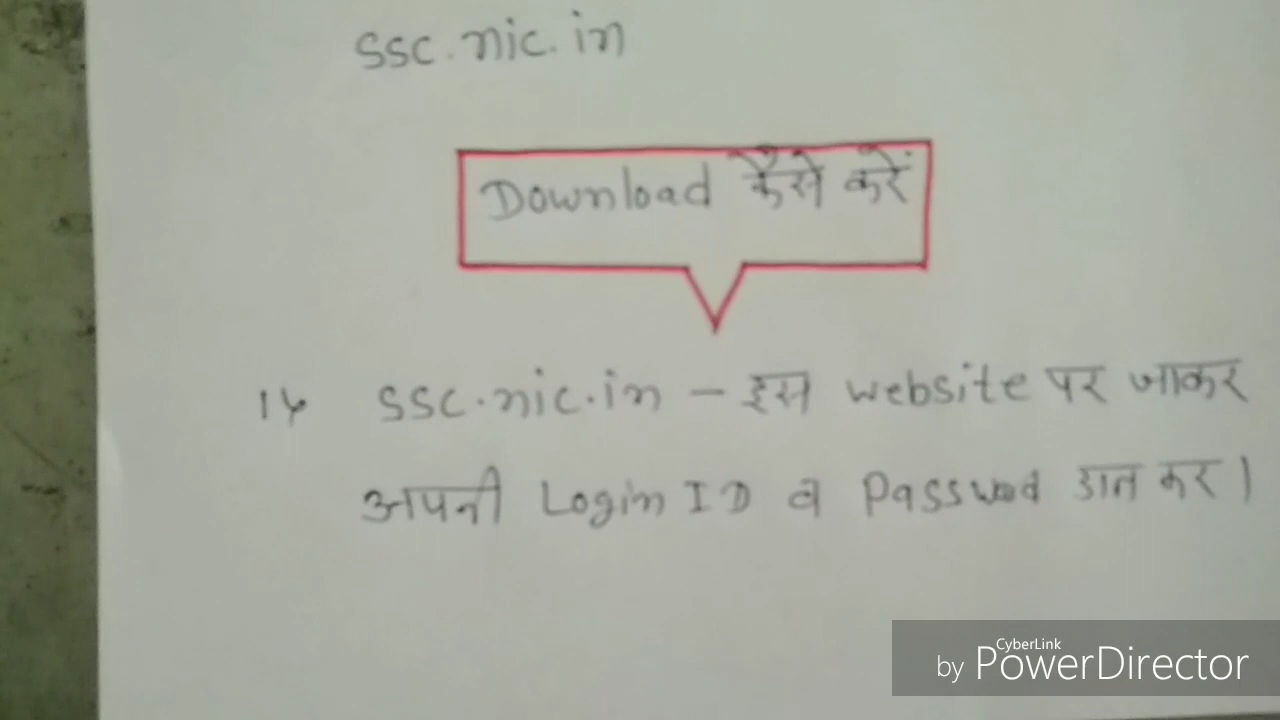 ssc.nic.in
Download कैसे करें
1) ssc.nic.in - इस website पर जाकर
अपनी Login ID व Passwod डाल कर।
CyberLink
by PowerDirector